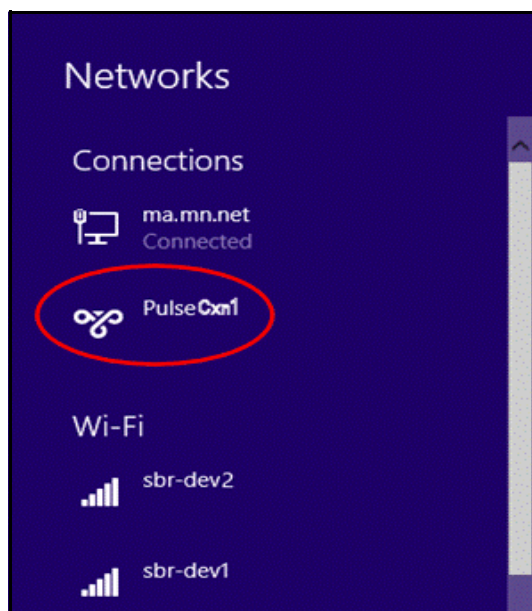 Networks
Connections
ma.mn.net
Connected
PulseCxn1
Wi-Fi
sbr-dev2
sbr-dev1